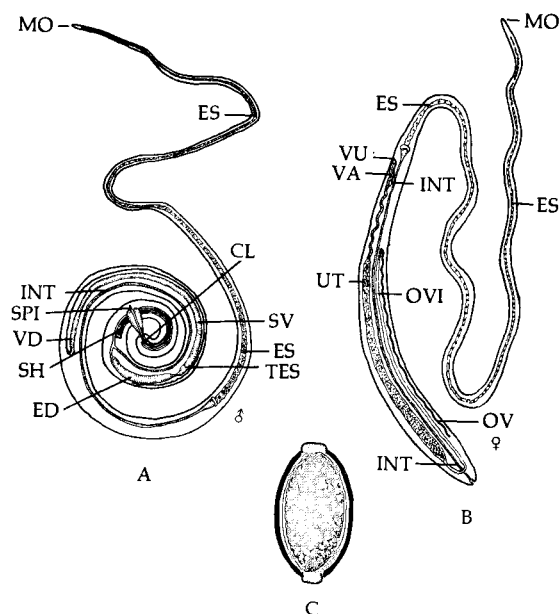 MO
ES
CL
INT
SPI
VD
SH
ED
SV
ES
TES
♂
A
MO
ES
VU
VA
INT
ES
UT
OVI
OV
♀
INT
B
C